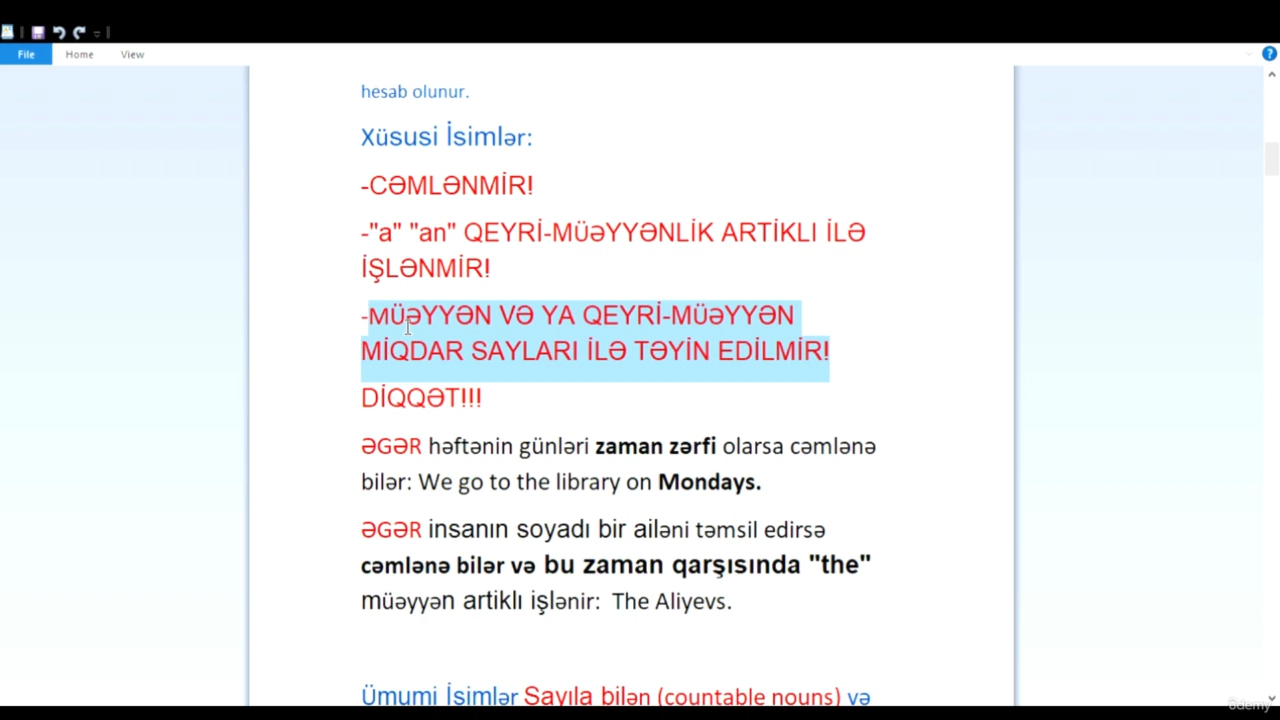 File Home View
hesab olunur.
Xüsusi İsimlər:
-CƏMLƏNMİR!
-"a" "an" QEYRİ-MÜƏYYƏNLİK ARTİKLI İLƏ
İŞLƏNMİR!
-MÜƏYYƏN VƏ YA QEYRİ-MÜƏYYƏN
MİQDAR SAYLARI İLƏ TƏYİN EDİLMİR!
DİQQƏT!!!
ƏGƏR həftənin günləri zaman zərfi olarsa cəmlənə
bilər: We go to the library on Mondays.
ƏGƏR insanın soyadı bir ailəni təmsil edirsə
cəmlənə bilər və bu zaman qarşısında "the"
müəyyən artiklı işlənir: The Aliyevs.
Ümumi İsimlər Sayıla bilən (countable nouns) və
ûdemy